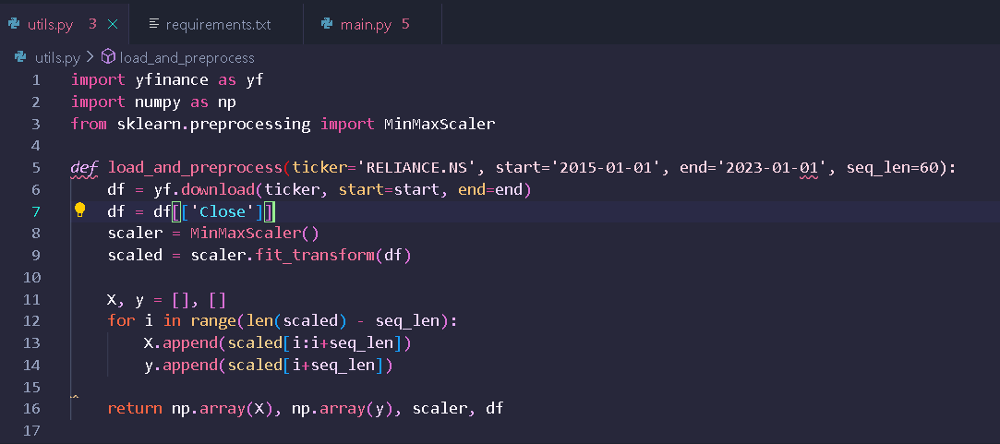 utils.py 3 requirements.txt main.py 5
utils.py > load_and_preprocess
1 import yfinance as yf
2 import numpy as np
3 from sklearn.preprocessing import MinMaxScaler
4
5 def load_and_preprocess(ticker='RELIANCE.NS', start='2015-01-01', end='2023-01-01', seq_len=60):
6     df = yf.download(ticker, start=start, end=end)
7     df = df[['Close']]
8     scaler = MinMaxScaler()
9     scaled = scaler.fit_transform(df)
10
11     X, y = [], []
12     for i in range(len(scaled) - seq_len):
13         X.append(scaled[i:i+seq_len])
14         y.append(scaled[i+seq_len])
15
16     return np.array(X), np.array(y), scaler, df
17